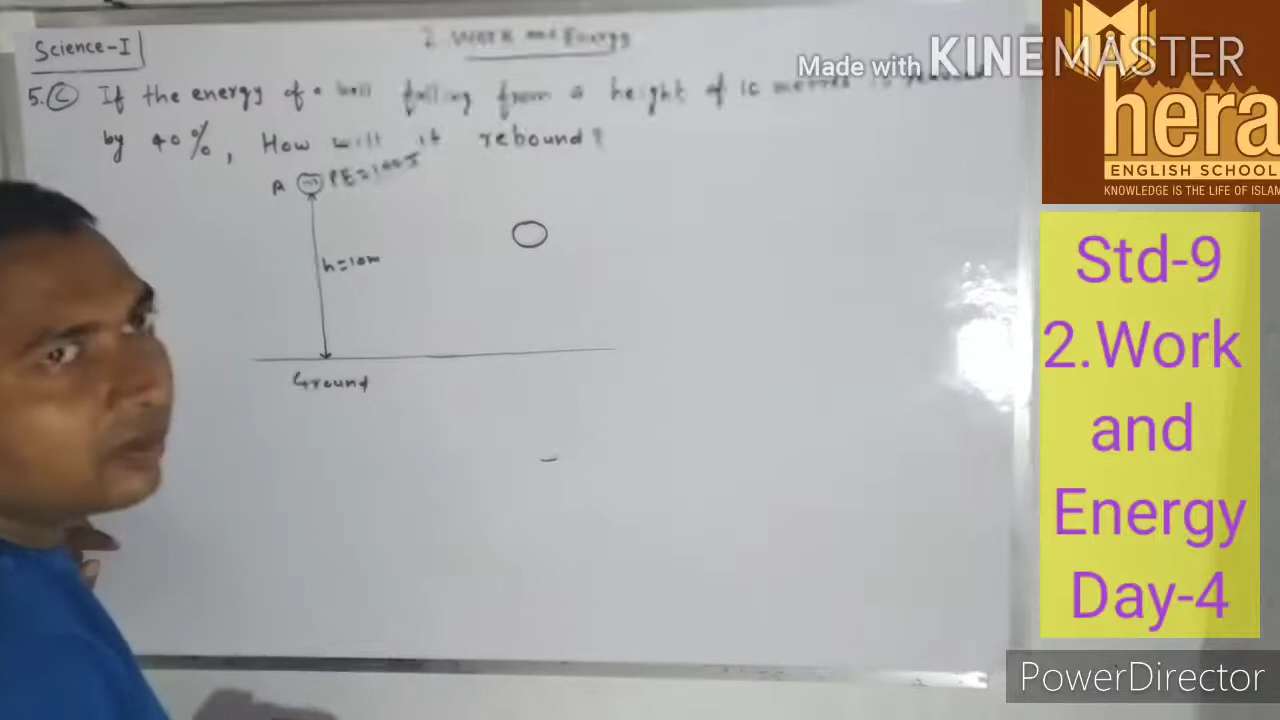 Science-I
2. Work and Energy
5. C If the energy of a ball falling from a height of 10 metres is
by 40%, How will it rebound?
A m PE=100J
h=10m
Ground
Made with KINEMASTER
hera
ENGLISH SCHOOL
KNOWLEDGE IS THE LIFE OF ISLAM
Std-9
2.Work
and
Energy
Day-4
PowerDirector